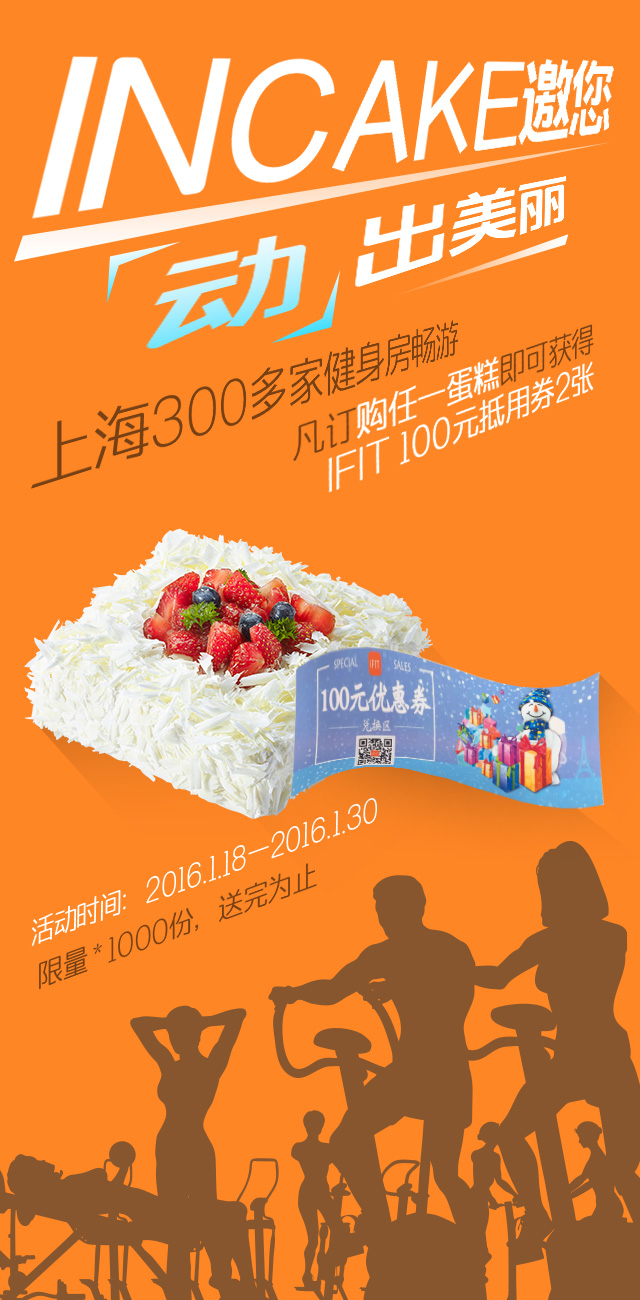 INCAKE邀您
「动」出美丽
上海300多家健身房畅游
凡订购任一蛋糕即可获得
IFIT 100元抵用券2张
SPECIAL iFIT SALES
100元优惠券
兑换区
活动时间：2016.1.18—2016.1.30
限量*1000份，送完为止